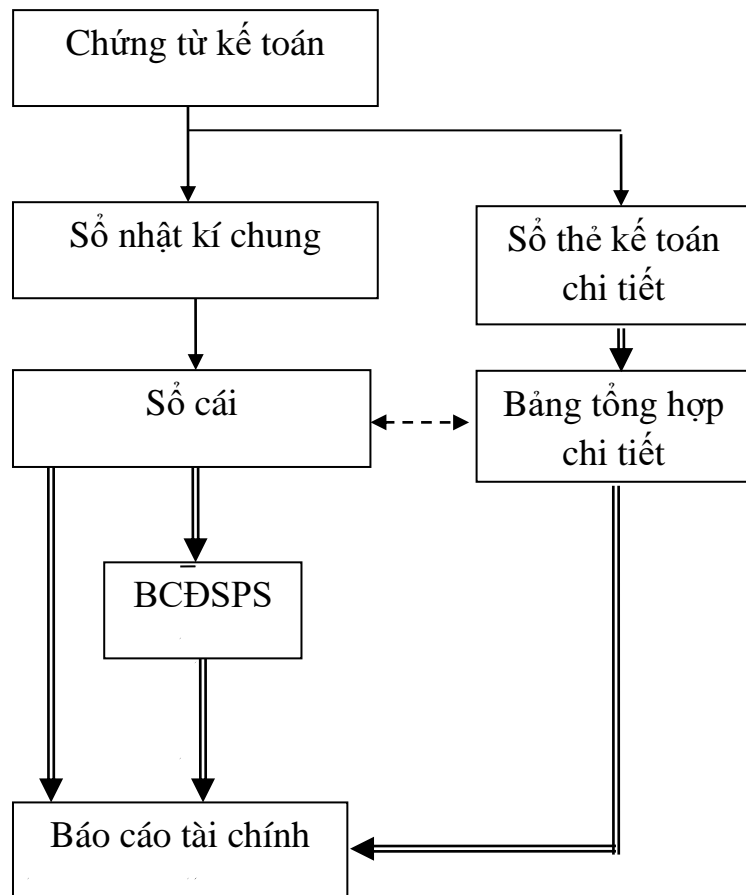 Chứng từ kế toán
Sổ nhật kí chung
Sổ thẻ kế toán
chi tiết
Sổ cái
Bảng tổng hợp
chi tiết
BCĐSPS
Báo cáo tài chính